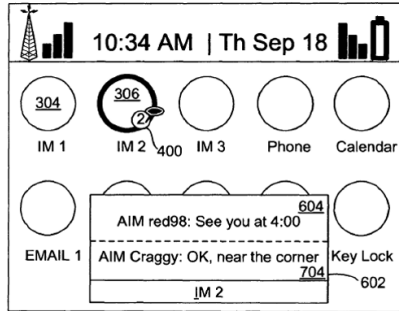 10:34 AM | Th Sep 18
304 306
2
400
IM 1 IM 2 IM 3 Phone Calendar
604
AIM red98: See you at 4:00
EMAIL 1 AIM Craggy: OK, near the corner Key Lock
704
602
IM 2